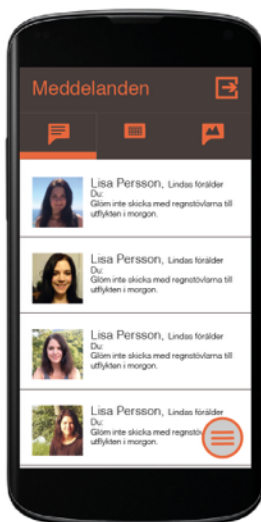 Meddelanden
Lisa Persson, Lindas förälder
Du:
Glöm inte skicka med regnstövlarna till
utflykten i morgon.
Lisa Persson, Lindas förälder
Du:
Glöm inte skicka med regnstövlarna till
utflykten i morgon.
Lisa Persson, Lindas förälder
Du:
Glöm inte skicka med regnstövlarna till
utflykten i morgon.
Lisa Persson, Lindas förälder
Du:
Glöm inte skicka med
utflykten i morgon.